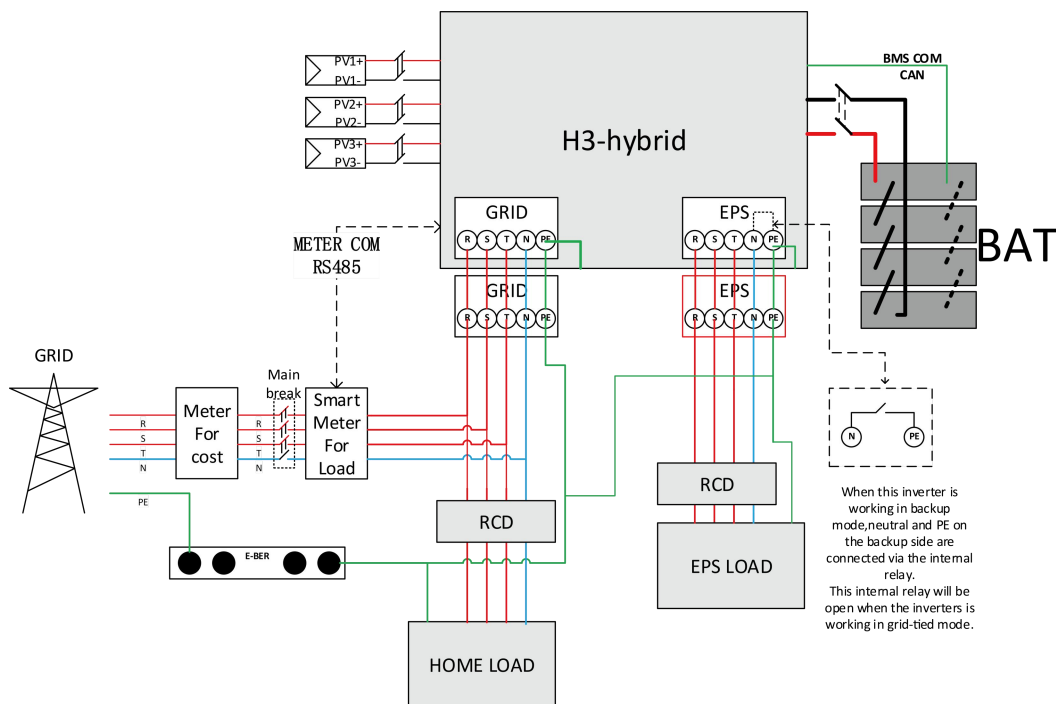 PV1+
PV1-
PV2+
PV2-
PV3+
PV3-
H3-hybrid
BMS COM
CAN
BAT
METER COM
RS485
GRID
R S T N PE
EPS
R S T N PE
GRID
R S T N PE
EPS
R S T N PE
GRID
R
S
T
N
PE
Meter
For
cost
Main
break
R
S
T
N
Smart
Meter
For
Load
E-BER
RCD
HOME LOAD
RCD
EPS LOAD
N PE
When this inverter is
working in backup
mode,neutral and PE on
the backup side are
connected via the internal
relay.
This internal relay will be
open when the inverters is
working in grid-tied mode.